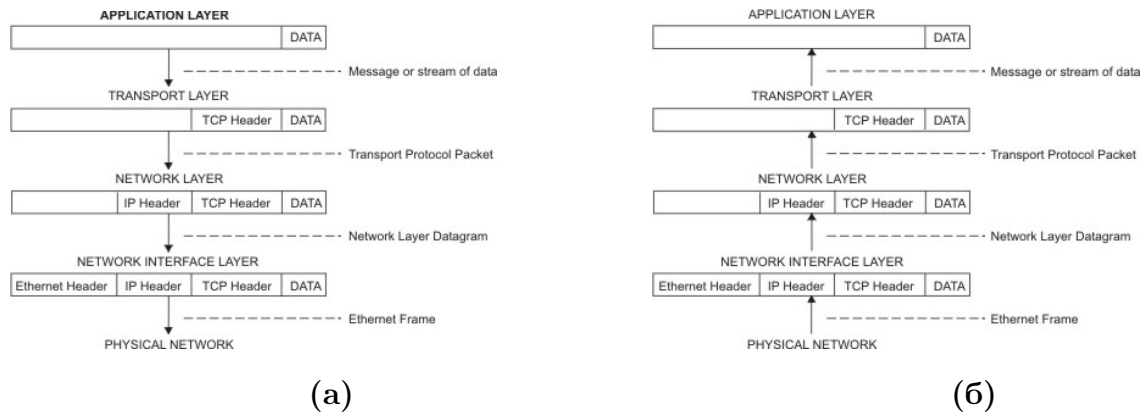 APPLICATION LAYER
DATA
Message or stream of data
TRANSPORT LAYER
TCP Header DATA
Transport Protocol Packet
NETWORK LAYER
IP Header TCP Header DATA
Network Layer Datagram
NETWORK INTERFACE LAYER
Ethernet Header IP Header TCP Header DATA
Ethernet Frame
PHYSICAL NETWORK
(а)
APPLICATION LAYER
DATA
Message or stream of data
TRANSPORT LAYER
TCP Header DATA
Transport Protocol Packet
NETWORK LAYER
IP Header TCP Header DATA
Network Layer Datagram
NETWORK INTERFACE LAYER
Ethernet Header IP Header TCP Header DATA
Ethernet Frame
PHYSICAL NETWORK
(б)